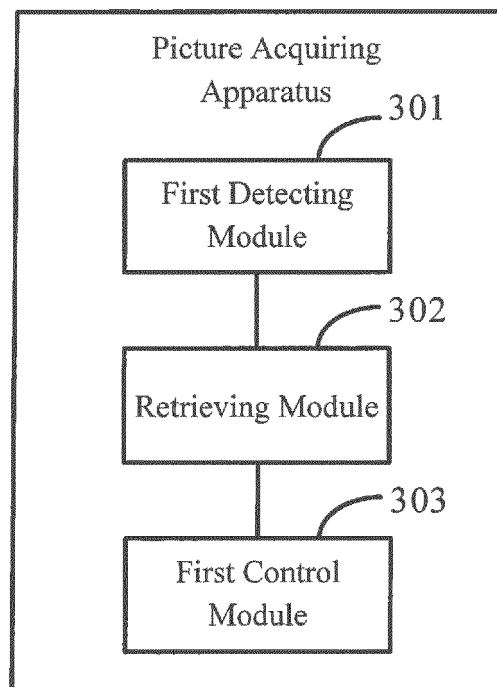 Picture Acquiring
Apparatus
301
First Detecting
Module
302
Retrieving Module
303
First Control
Module